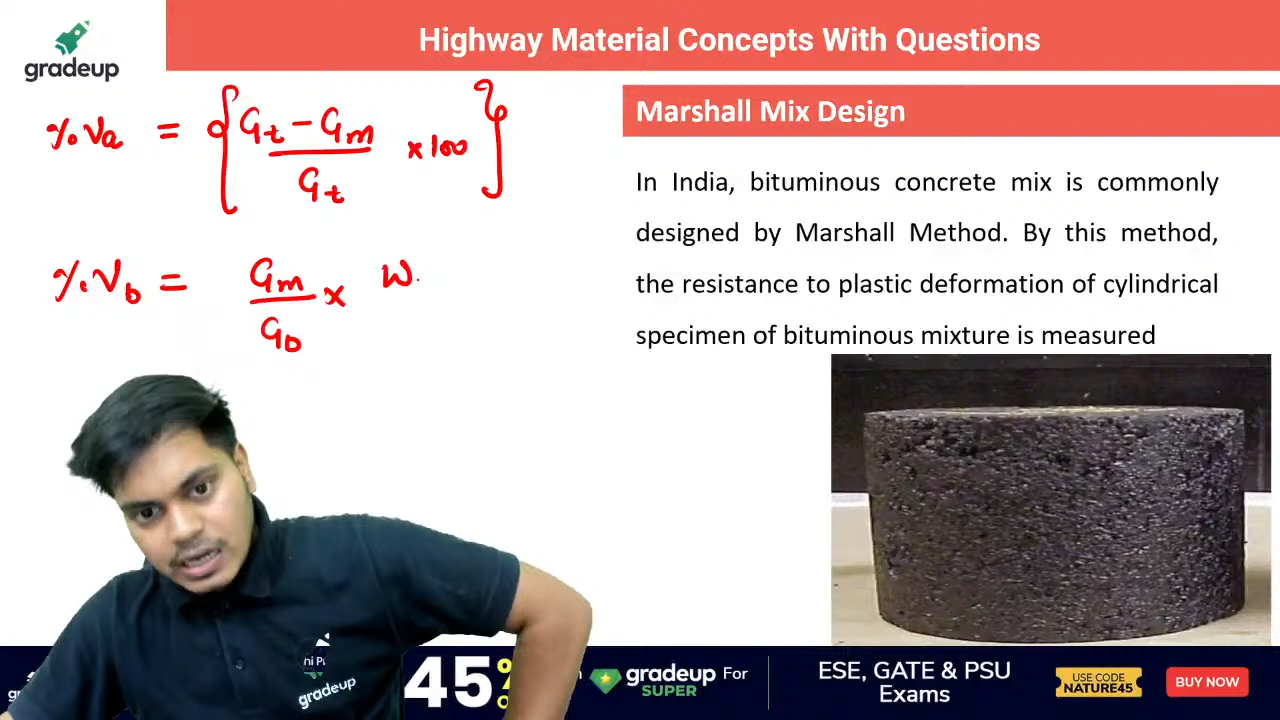 gradeup
Highway Material Concepts With Questions
%Va = { Gt - Gm / Gt × 100 }
%Vb = Gm / Gb × W
Marshall Mix Design
In India, bituminous concrete mix is commonly
designed by Marshall Method. By this method,
the resistance to plastic deformation of cylindrical
specimen of bituminous mixture is measured
gradeup
45%
gradeup For
SUPER
ESE, GATE & PSU
Exams
USE CODE
NATURE45
BUY NOW